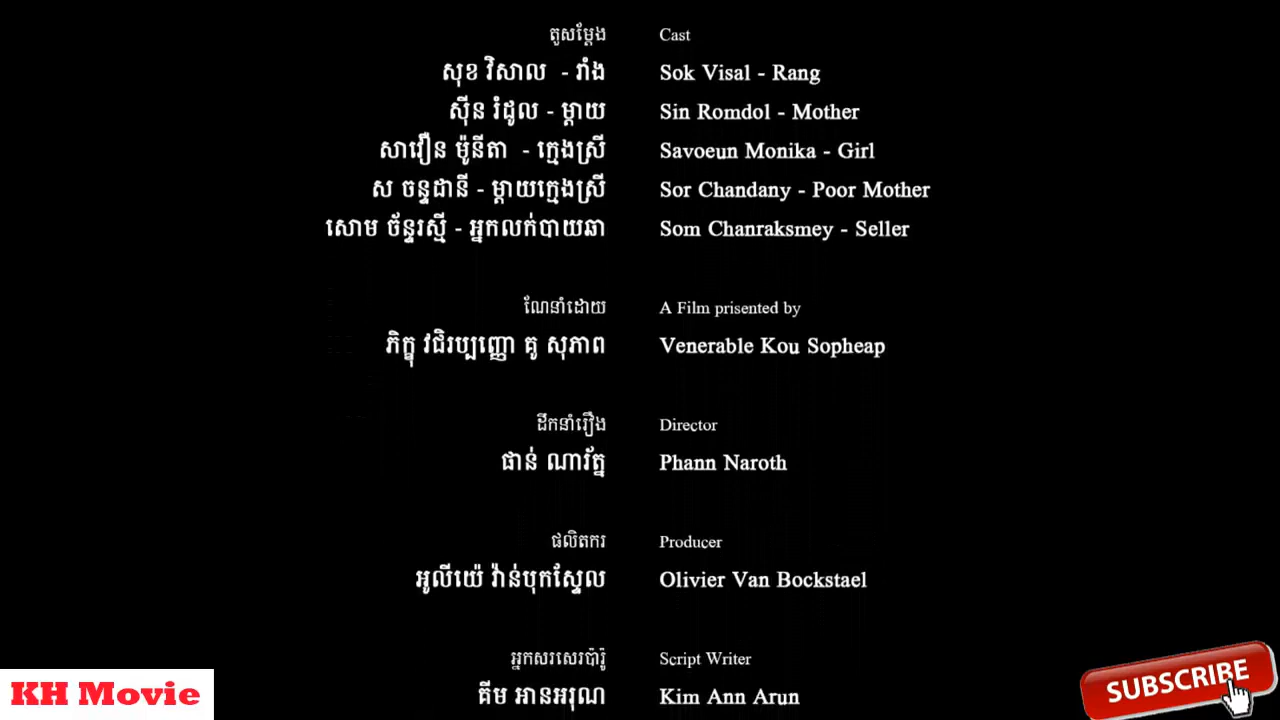 តួសម្ដែង Cast
សុខ វិសាល - រាំង Sok Visal - Rang
ស៊ីន រំដួល - ម្ដាយ Sin Romdol - Mother
សាវឿន ម៉ូនីតា - ក្មេងស្រី Savoeun Monika - Girl
ស ចន្ទដានី - ម្ដាយក្មេងស្រី Sor Chandany - Poor Mother
សោម ច័ន្ទរស្មី - អ្នកលក់បាយឆា Som Chanraksmey - Seller
ណែនាំដោយ A Film prisented by
ភិក្ខុ វជិរប្បញ្ញោ គូ សុភាព Venerable Kou Sopheap
ដឹកនាំរឿង Director
ផាន់ ណារ័ត្ន Phann Naroth
ផលិតករ Producer
អូលីយ៉េ វ៉ាន់បុកស្ទែល Olivier Van Bockstael
អ្នកសរសេរប៉ារ៉ូ Script Writer
គីម អានអរុណ Kim Ann Arun
KH Movie
SUBSCRIBE